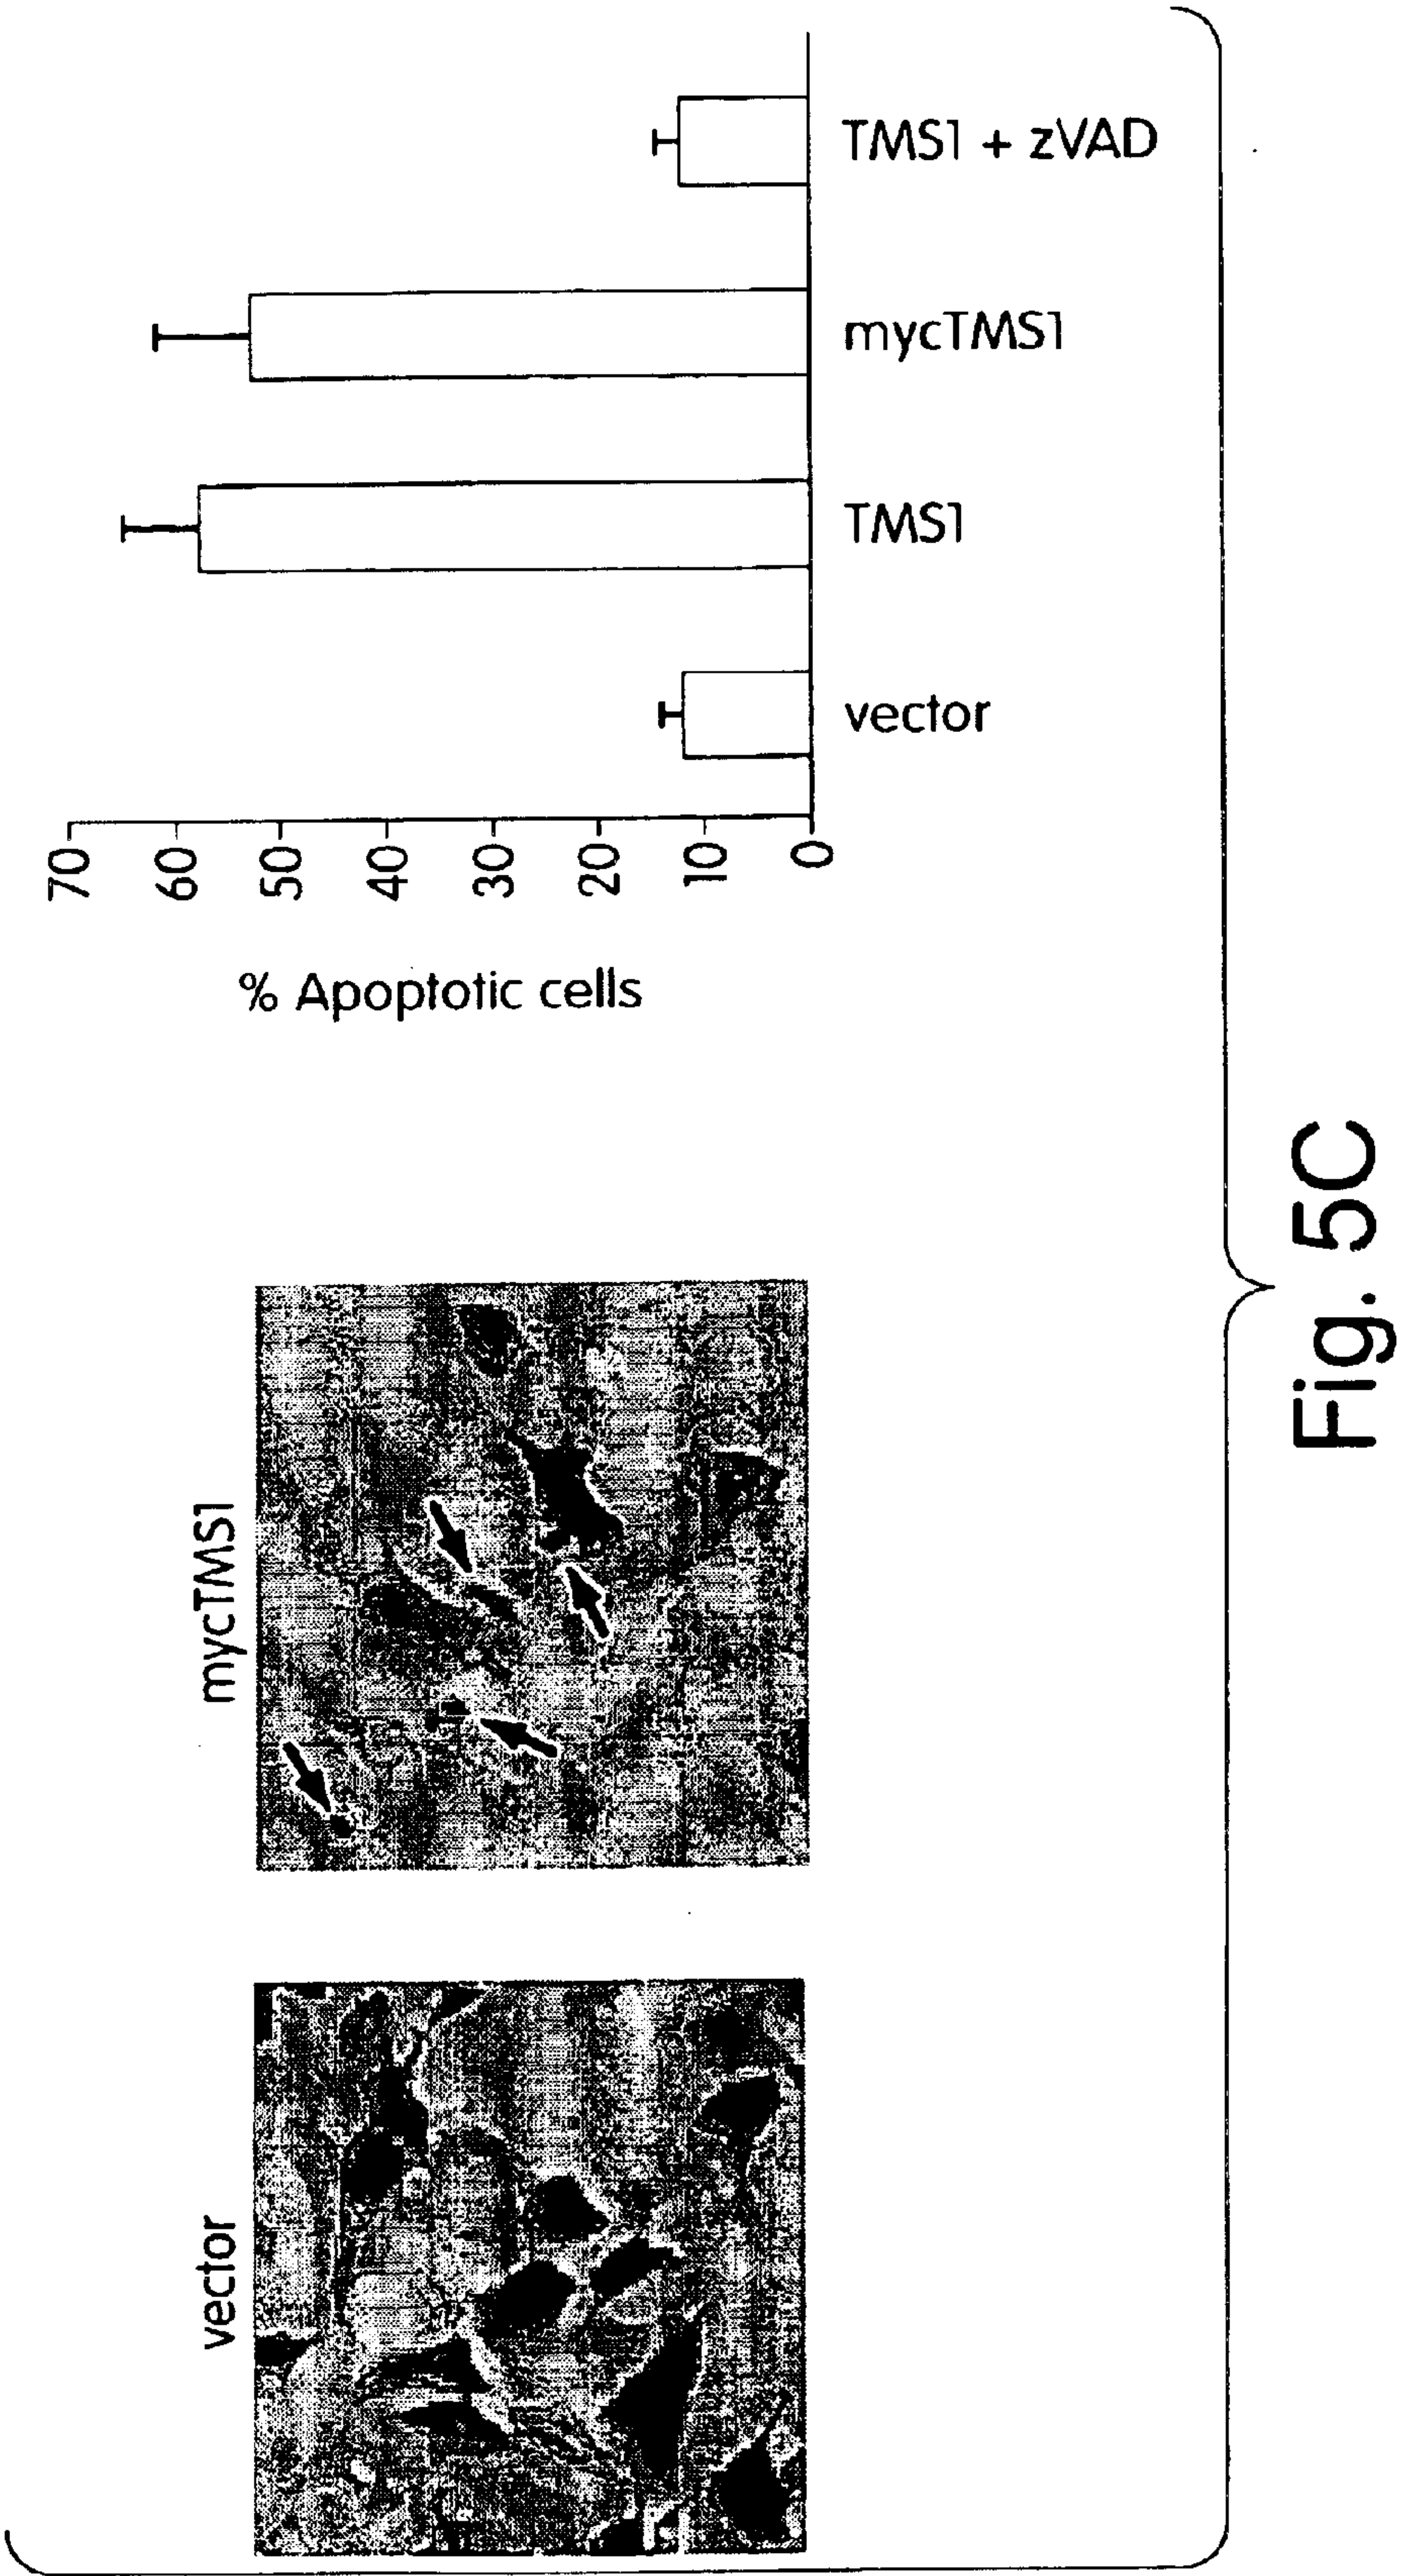 vector
mycTMS1
% Apoptotic cells
70
60
50
40
30
20
10
0
vector
TMS1
mycTMS1
TMS1 + zVAD
Fig. 5C